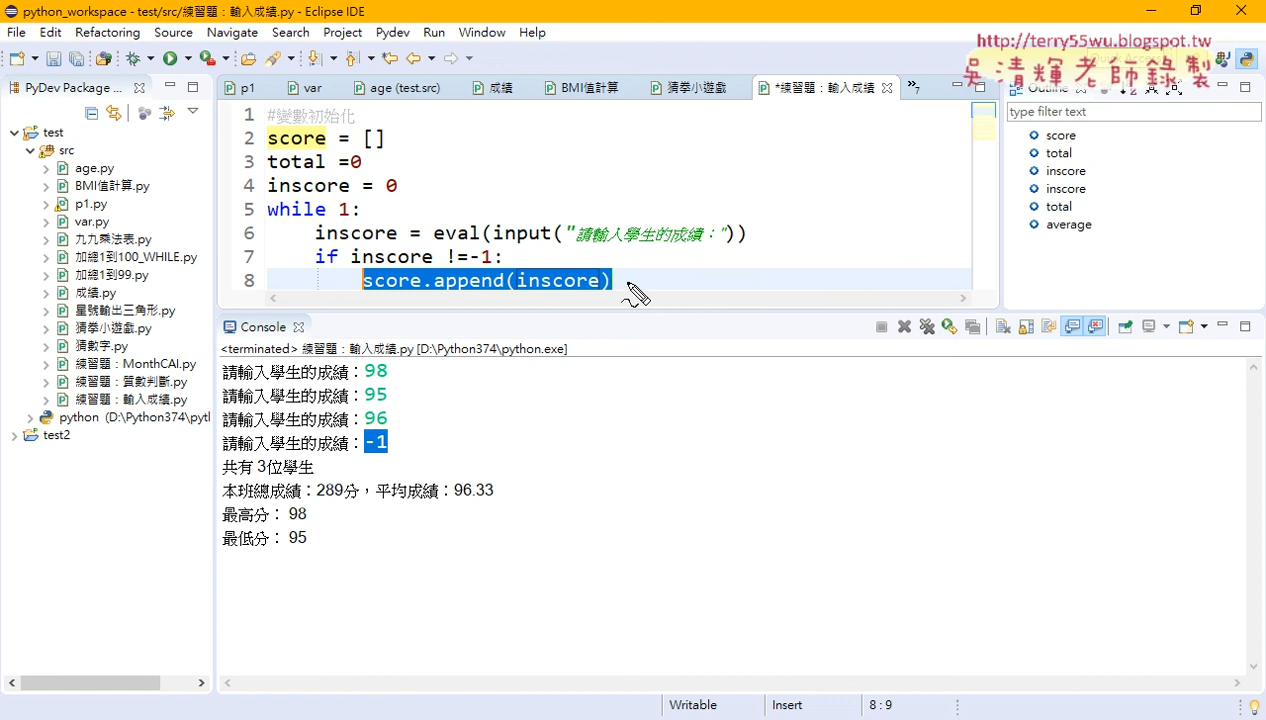 python_workspace - test/src/練習題：輸入成績.py - Eclipse IDE
File Edit Refactoring Source Navigate Search Project Pydev Run Window Help
http://terry55wu.blogspot.tw
吳清輝老師錄製
PyDev Package ...
p1 var age (test.src) 成績 BMI值計算 猜拳小遊戲 *練習題：輸入成績 »7
Outline
type filter text
test
src
age.py
BMI值計算.py
p1.py
var.py
九九乘法表.py
加總1到100_WHILE.py
加總1到99.py
成績.py
星號輸出三角形.py
猜拳小遊戲.py
猜數字.py
練習題：MonthCAI.py
練習題：質數判斷.py
練習題：輸入成績.py
python (D:\Python374\pytl
test2
1 #變數初始化
2 score = []
3 total =0
4 inscore = 0
5 while 1:
6 inscore = eval(input("請輸入學生的成績："))
7 if inscore !=-1:
8 score.append(inscore)
score
total
inscore
inscore
total
average
Console
<terminated> 練習題：輸入成績.py [D:\Python374\python.exe]
請輸入學生的成績：98
請輸入學生的成績：95
請輸入學生的成績：96
請輸入學生的成績：-1
共有 3位學生
本班總成績：289分，平均成績：96.33
最高分： 98
最低分： 95
Writable Insert 8 : 9